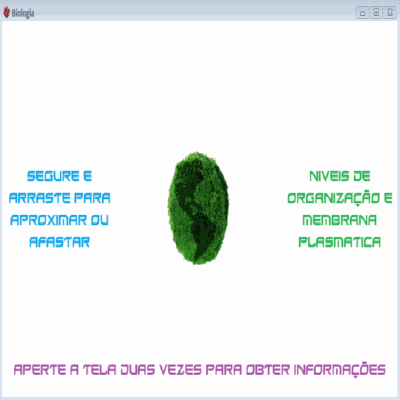 Biologia
SEGURE E
ARRASTE PARA
APROXIMAR OU
AFASTAR
NIVEIS DE
ORGANIZAÇÃO E
MEMBRANA
PLASMATICA
APERTE A TELA DUAS VEZES PARA OBTER INFORMAÇÕES